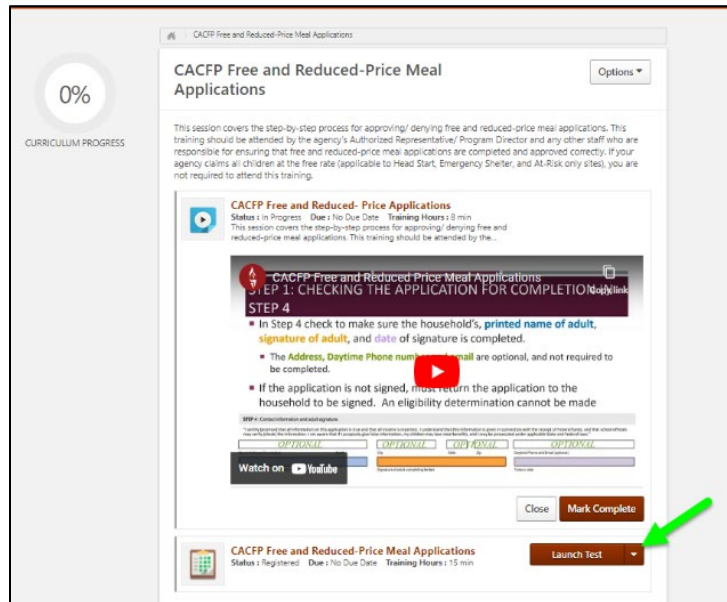 CACFP Free and Reduced-Price Meal Applications
0%
CURRICULUM PROGRESS
CACFP Free and Reduced-Price Meal
Applications
Options
This session covers the step-by-step process for approving/ denying free and reduced-price meal applications. This
training should be attended by the agency's Authorized Representative/ Program Director and any other staff who are
responsible for ensuring that free and reduced-price meal applications are completed and approved correctly. If your
agency claims all children at the free rate (applicable to Head Start, Emergency Shelter, and At-Risk only sites), you are
not required to attend this training.
CACFP Free and Reduced- Price Applications
Status : In Progress Due : No Due Date Training Hours : 8 min
This session covers the step-by-step process for approving/ denying free and
reduced-price meal applications. This training should be attended by the...
CACFP Free and Reduced Price Meal Applications
Copy link
STEP 1: CHECKING THE APPLICATION FOR COMPLETION
STEP 4
In Step 4 check to make sure the household's, printed name of adult,
signature of adult, and date of signature is completed.
The Address, Daytime Phone email are optional, and not required to
be completed.
If the application is not signed, must return the application to the
household to be signed. An eligibility determination cannot be made
STEP 4: Contact information and adult signature.
OPTIONAL OPTIONAL OPTIONAL OPTIONAL
Watch on YouTube
Close
Mark Complete
CACFP Free and Reduced-Price Meal Applications
Status : Registered Due : No Due Date Training Hours : 15 min
Launch Test